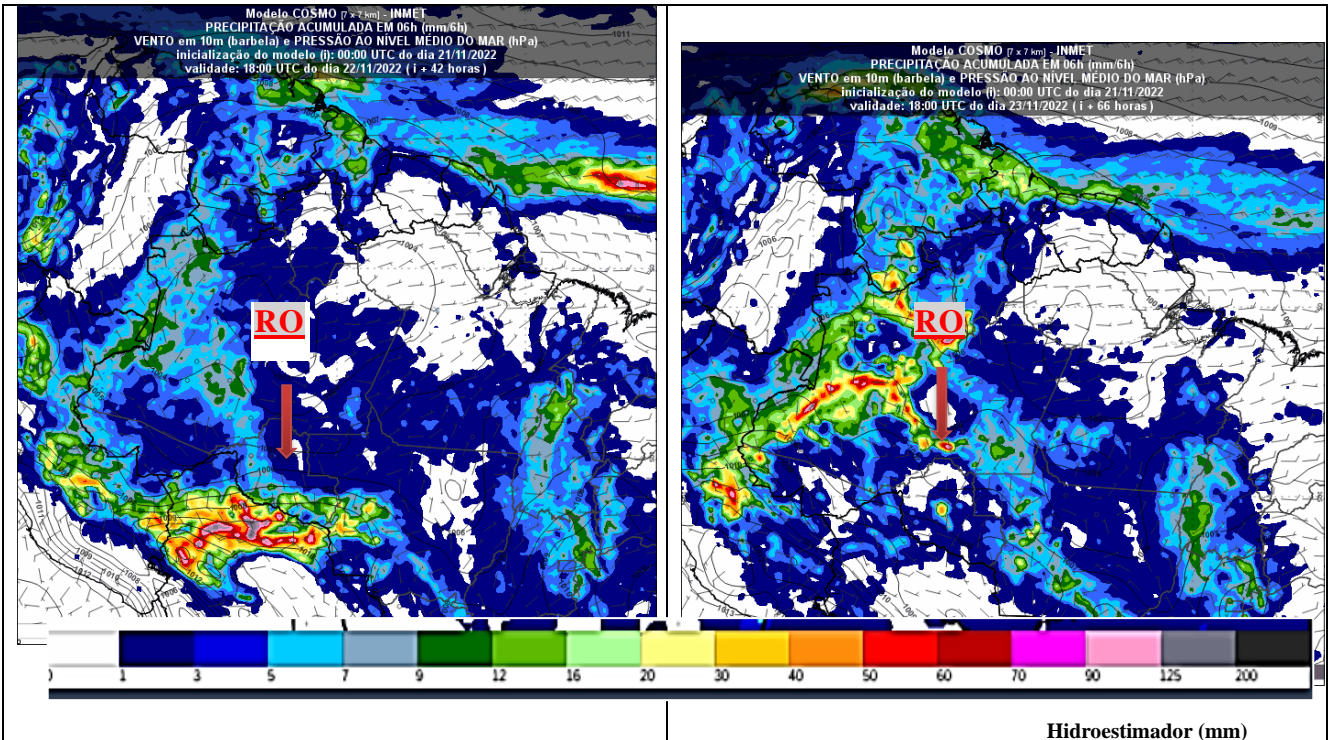 Modelo COSMO [7 x 7 km] - INMET
PRECIPITAÇÃO ACUMULADA EM 06h (mm/6h)
VENTO em 10m (barbela) e PRESSÃO AO NÍVEL MÉDIO DO MAR (hPa)
inicialização do modelo (i): 00:00 UTC do dia 21/11/2022
validade: 18:00 UTC do dia 22/11/2022 ( i + 42 horas )
RO
Modelo COSMO [7 x 7 km] - INMET
PRECIPITAÇÃO ACUMULADA EM 06h (mm/6h)
VENTO em 10m (barbela) e PRESSÃO AO NÍVEL MÉDIO DO MAR (hPa)
inicialização do modelo (i): 00:00 UTC do dia 21/11/2022
validade: 18:00 UTC do dia 23/11/2022 ( i + 66 horas )
RO
1 3 5 7 9 12 16 20 30 40 50 60 70 90 125 200
Hidroestimador (mm)